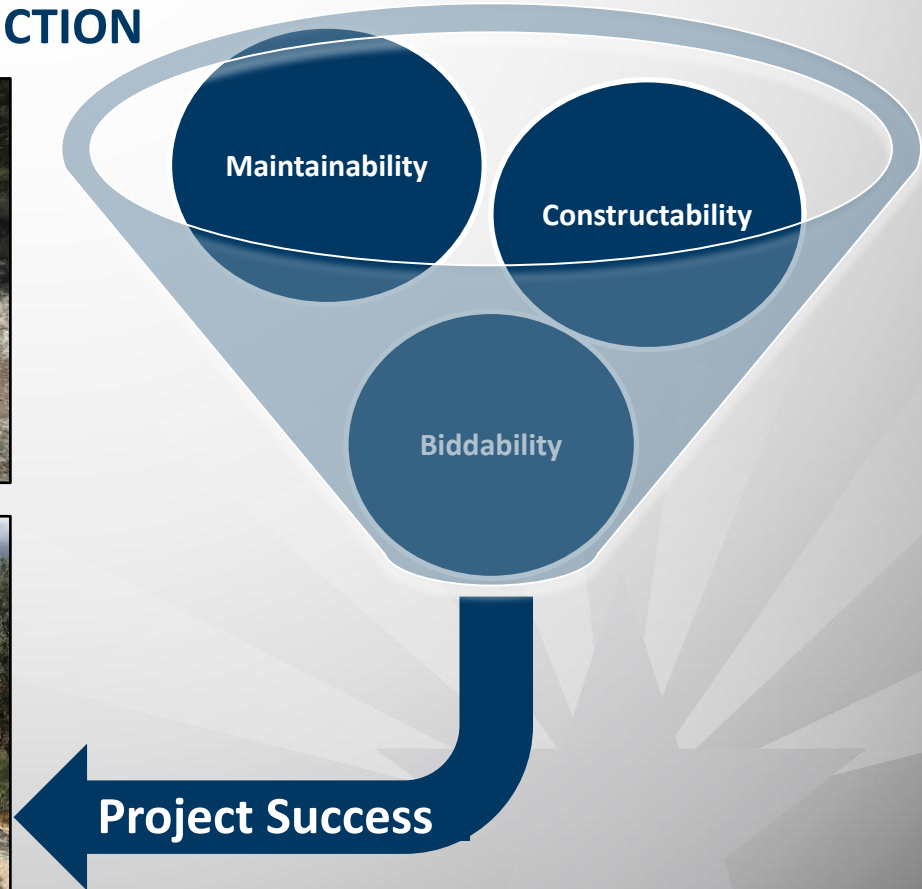 CTION
Maintainability
Constructability
Biddability
Project Success